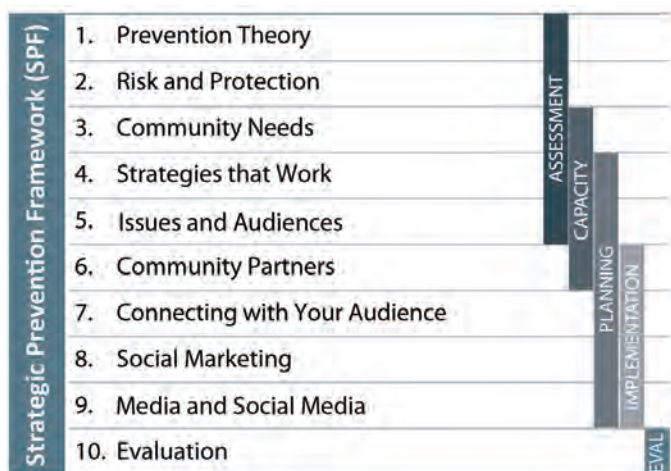 Strategic Prevention Framework (SPF)
1. Prevention Theory
2. Risk and Protection
3. Community Needs
4. Strategies that Work
5. Issues and Audiences
6. Community Partners
7. Connecting with Your Audience
8. Social Marketing
9. Media and Social Media
10. Evaluation
ASSESSMENT
CAPACITY
PLANNING
IMPLEMENTATION
EVAL